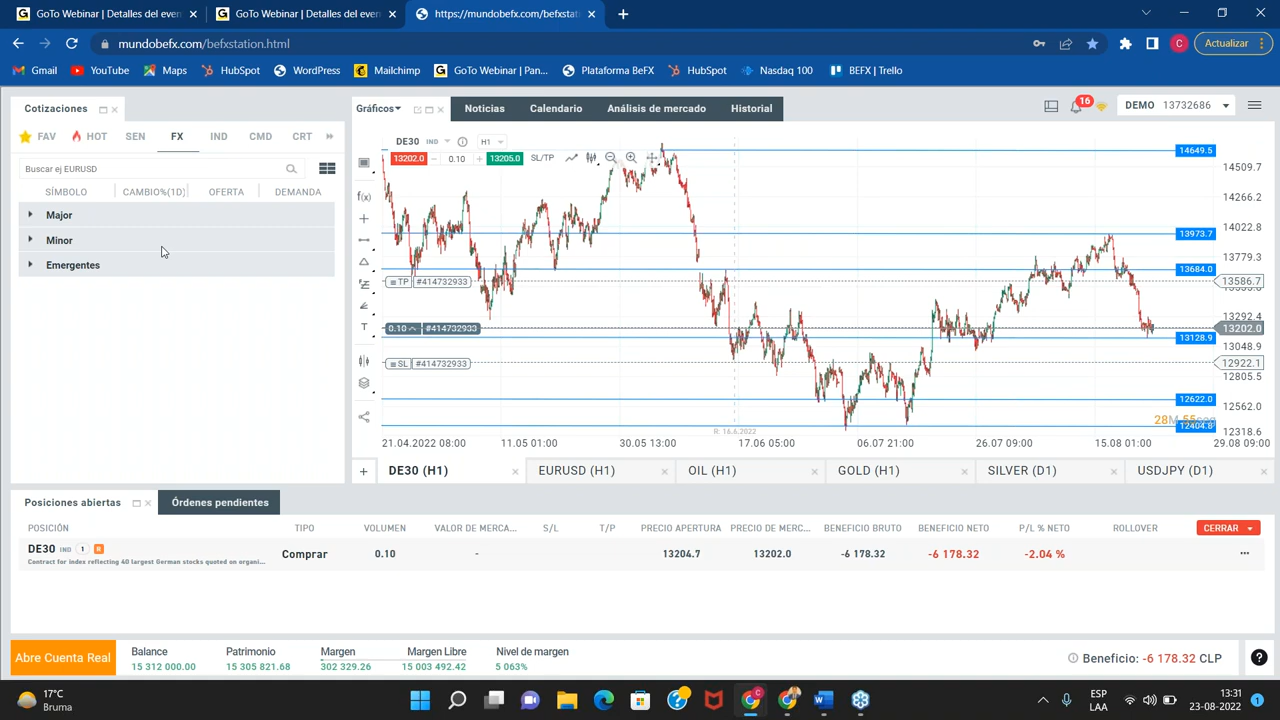 GoTo Webinar | Detalles del even
GoTo Webinar | Detalles del even
https://mundobefx.com/befxstati
mundobefx.com/befxstation.html
Actualizar
Gmail
YouTube
Maps
HubSpot
WordPress
Mailchimp
GoTo Webinar | Pan...
Plataforma BeFX
HubSpot
Nasdaq 100
BEFX | Trello
Cotizaciones
FAV
HOT
SEN
FX
IND
CMD
CRT
Buscar ej EURUSD
SÍMBOLO
CAMBIO%(1D)
OFERTA
DEMANDA
Major
Minor
Emergentes
Gráficos
Noticias
Calendario
Análisis de mercado
Historial
16
DEMO 13732686
DE30 IND
H1
13202.0
0.10
13205.0
SL/TP
f(x)
T
TP #414732933
0.10 #414732933
SL #414732933
R: 16.6.2022
14649.5
14509.7
14266.2
13973.7
14022.8
13684.0
13779.3
13586.7
13292.4
13202.0
13128.9
13048.9
12922.1
12805.5
12622.0
12562.0
28M 55
12404.8
12318.6
21.04.2022 08:00
11.05 01:00
30.05 13:00
17.06 05:00
06.07 21:00
26.07 09:00
15.08 01:00
29.08 09:00
DE30 (H1)
EURUSD (H1)
OIL (H1)
GOLD (H1)
SILVER (D1)
USDJPY (D1)
Posiciones abiertas
Órdenes pendientes
POSICIÓN
TIPO
VOLUMEN
VALOR DE MERCA...
S/L
T/P
PRECIO APERTURA
PRECIO DE MERC...
BENEFICIO BRUTO
BENEFICIO NETO
P/L % NETO
ROLLOVER
CERRAR
DE30 IND 1
Contract for index reflecting 40 largest German stocks quoted on organi...
Comprar
0.10
-
13204.7
13202.0
-6 178.32
-6 178.32
-2.04 %
Abre Cuenta Real
Balance
15 312 000.00
Patrimonio
15 305 821.68
Margen
302 329.26
Margen Libre
15 003 492.42
Nivel de margen
5 063%
Beneficio: -6 178.32 CLP
17°C
Bruma
ESP
LAA
13:31
23-08-2022
1